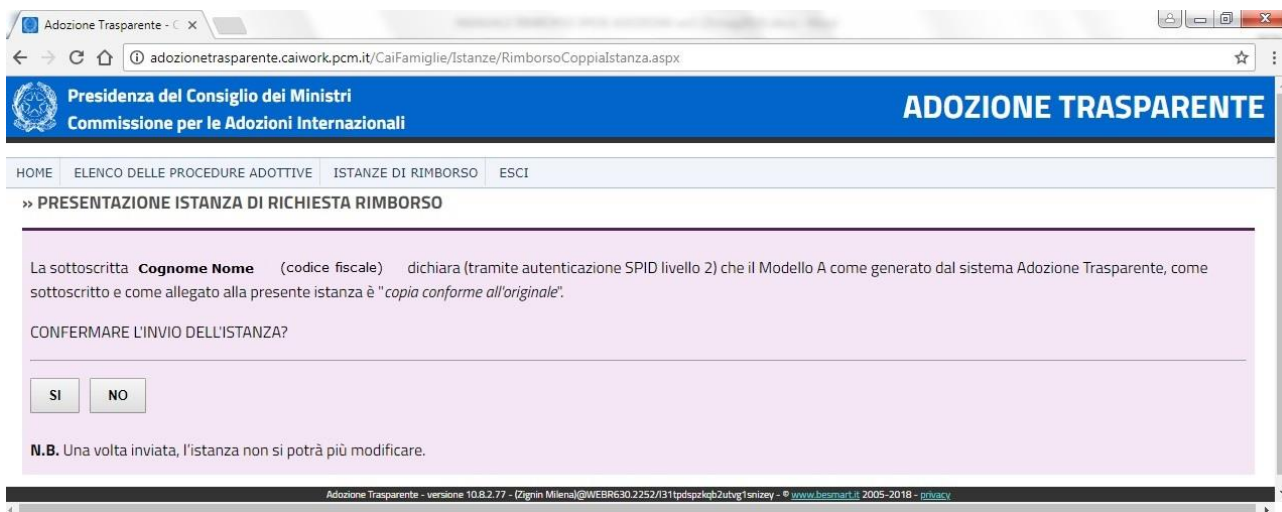 Adozione Trasparente - C
adozionetrasparente.caiwork.pcm.it/CaiFamiglie/Istanze/RimborsoCoppiaIstanza.aspx
Presidenza del Consiglio dei Ministri
Commissione per le Adozioni Internazionali
ADOZIONE TRASPARENTE
HOME ELENCO DELLE PROCEDURE ADOTTIVE ISTANZE DI RIMBORSO ESCI
» PRESENTAZIONE ISTANZA DI RICHIESTA RIMBORSO
La sottoscritta Cognome Nome (codice fiscale) dichiara (tramite autenticazione SPID livello 2) che il Modello A come generato dal sistema Adozione Trasparente, come
sottoscritto e come allegato alla presente istanza è "copia conforme all'originale".
CONFERMARE L'INVIO DELL'ISTANZA?
SI NO
N.B. Una volta inviata, l'istanza non si potrà più modificare.
Adozione Trasparente - versione 10.8.2.77 - (Zignin Milena)@WEBR630.2252/l31tpdspzkqb2utvg1snizey - © www.besmart.it 2005-2018 - privacy